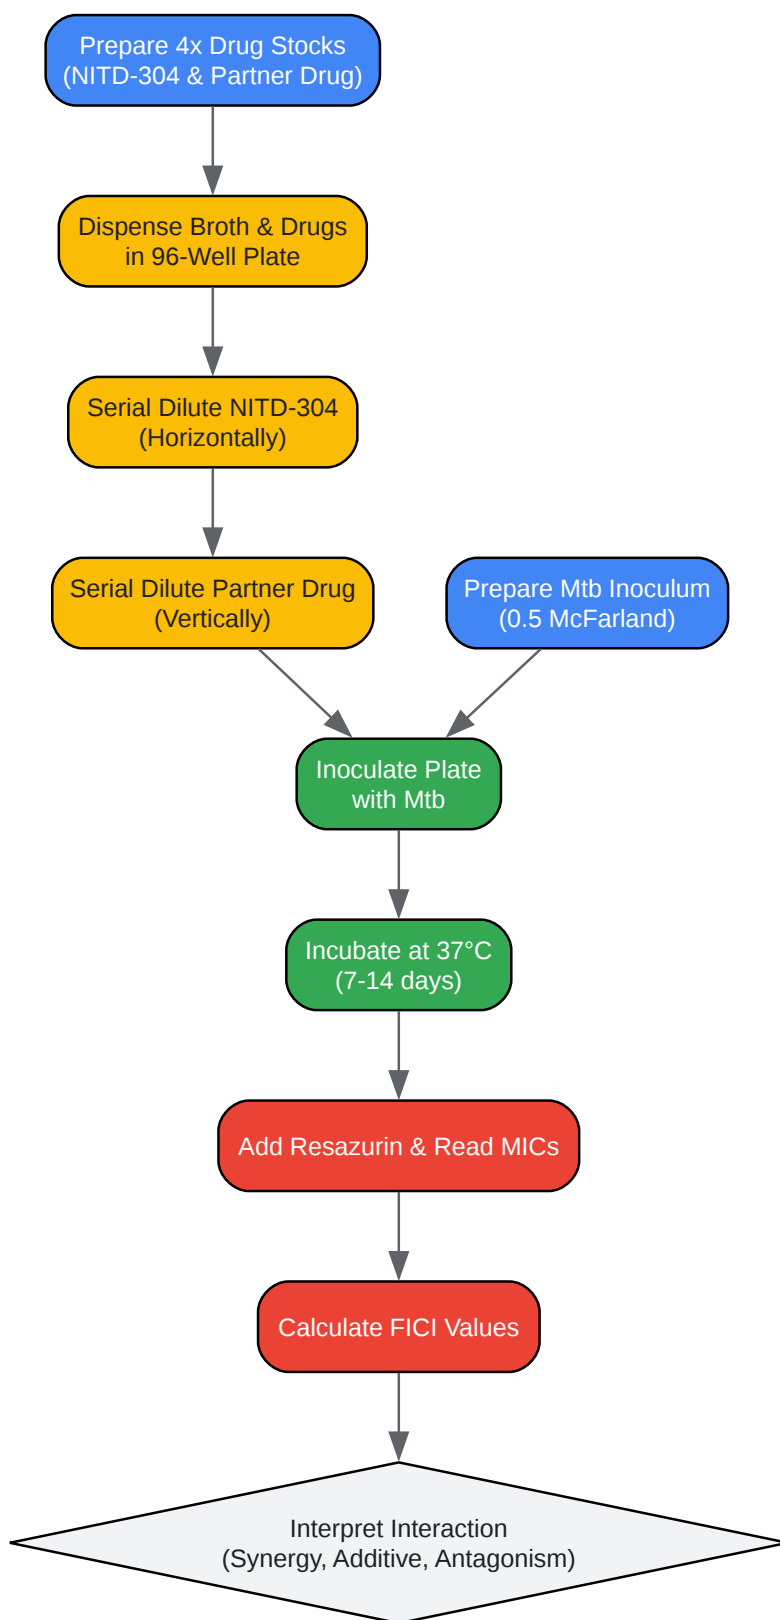 Prepare 4x Drug Stocks
(NITD-304 & Partner Drug)
Dispense Broth & Drugs
in 96-Well Plate
Serial Dilute NITD-304
(Horizontally)
Serial Dilute Partner Drug
(Vertically)
Prepare Mtb Inoculum
(0.5 McFarland)
Inoculate Plate
with Mtb
Incubate at 37°C
(7-14 days)
Add Resazurin & Read MICs
Calculate FICI Values
Interpret Interaction
(Synergy, Additive, Antagonism)